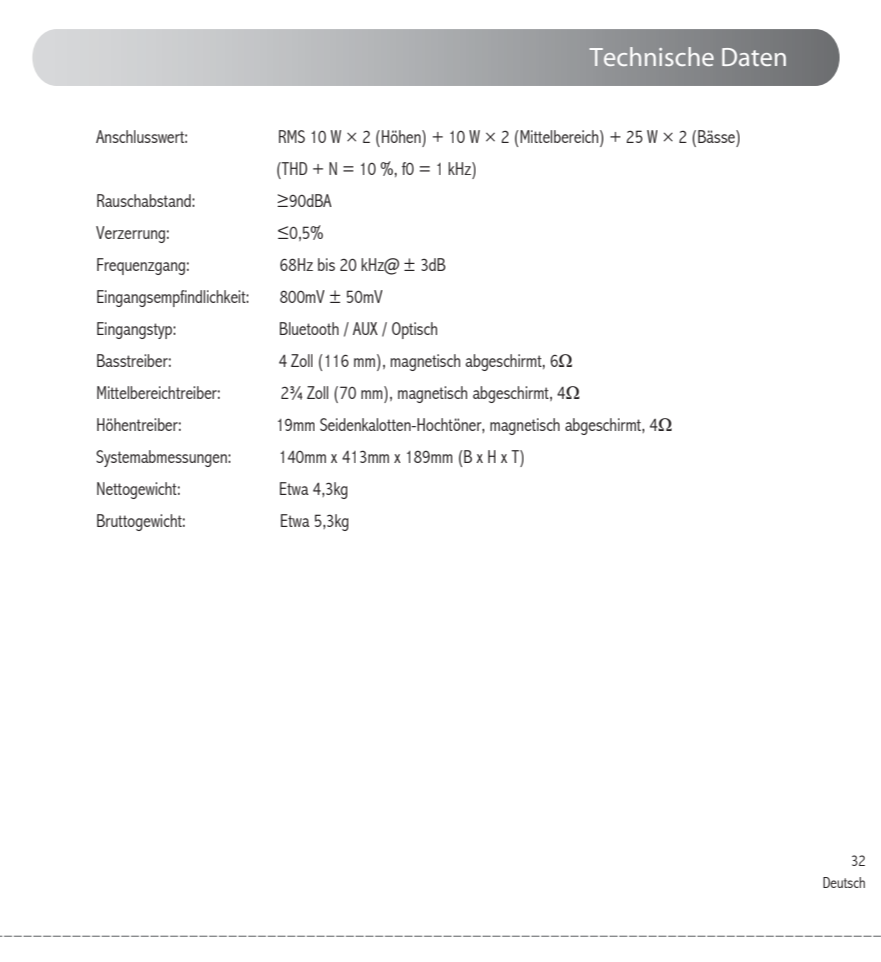 Technische Daten
Anschlusswert: RMS 10 W × 2 (Höhen) + 10 W × 2 (Mittelbereich) + 25 W × 2 (Bässe)
(THD + N = 10 %, f0 = 1 kHz)
Rauschabstand: ≥90dBA
Verzerrung: ≤0,5%
Frequenzgang: 68Hz bis 20 kHz@ ± 3dB
Eingangsempfindlichkeit: 800mV ± 50mV
Eingangstyp: Bluetooth / AUX / Optisch
Basstreiber: 4 Zoll (116 mm), magnetisch abgeschirmt, 6Ω
Mittelbereichtreiber: 2¾ Zoll (70 mm), magnetisch abgeschirmt, 4Ω
Höhentreiber: 19mm Seidenkalotten-Hochtöner, magnetisch abgeschirmt, 4Ω
Systemabmessungen: 140mm x 413mm x 189mm (B x H x T)
Nettogewicht: Etwa 4,3kg
Bruttogewicht: Etwa 5,3kg
32
Deutsch